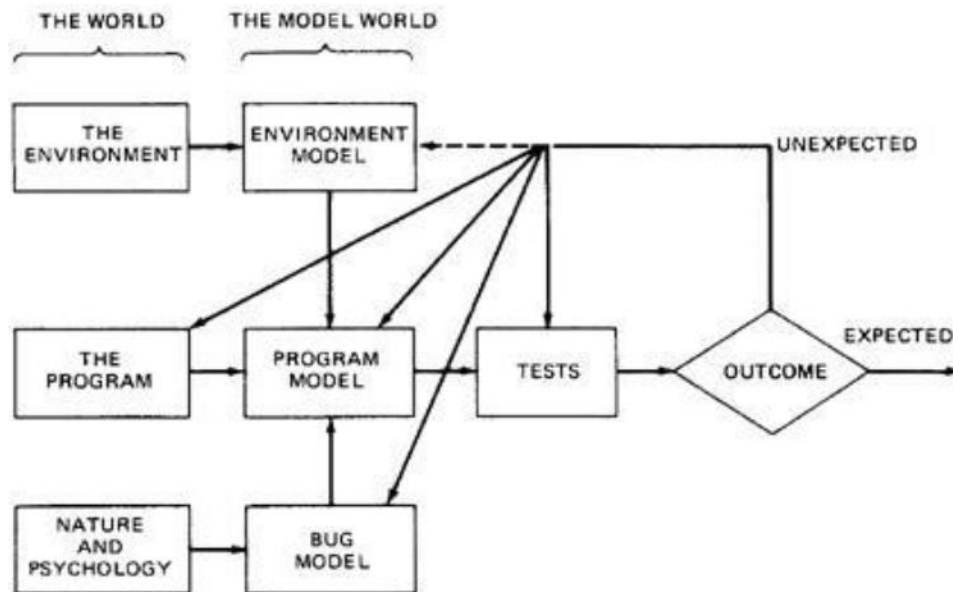 THE WORLD
THE MODEL WORLD
THE
ENVIRONMENT
ENVIRONMENT
MODEL
UNEXPECTED
THE
PROGRAM
PROGRAM
MODEL
TESTS
OUTCOME
EXPECTED
NATURE
AND
PSYCHOLOGY
BUG
MODEL